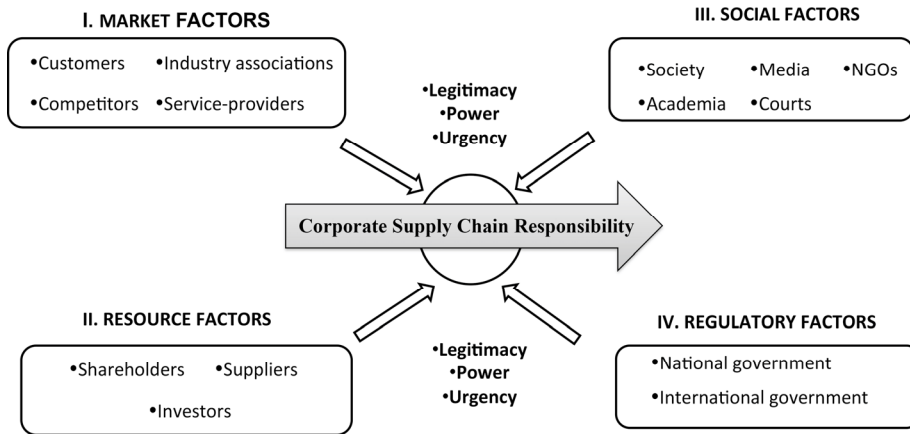 I. MARKET FACTORS
•Customers •Industry associations
•Competitors •Service-providers
III. SOCIAL FACTORS
•Society •Media •NGOs
•Academia •Courts
•Legitimacy
•Power
•Urgency
Corporate Supply Chain Responsibility
II. RESOURCE FACTORS
•Shareholders •Suppliers
•Investors
•Legitimacy
•Power
•Urgency
IV. REGULATORY FACTORS
•National government
•International government